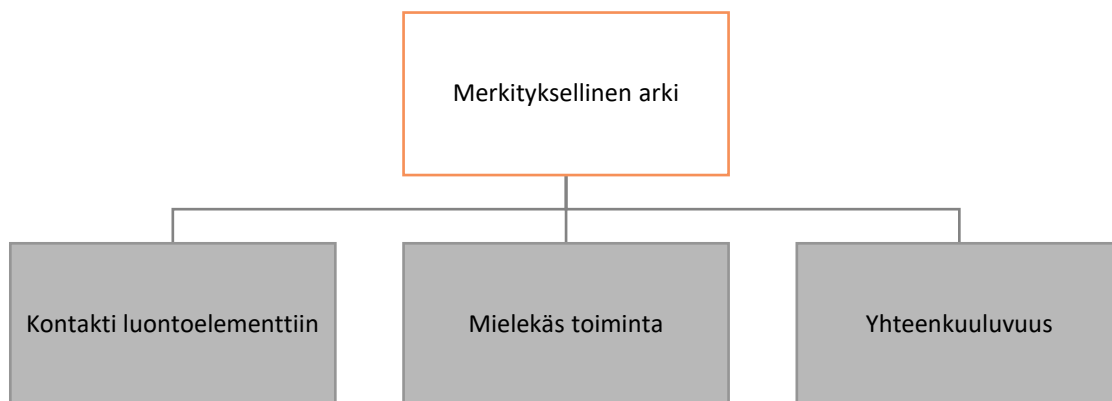 Merkityksellinen arki
Kontakti luontoelementtiin
Mielekäs toiminta
Yhteenkuuluvuus